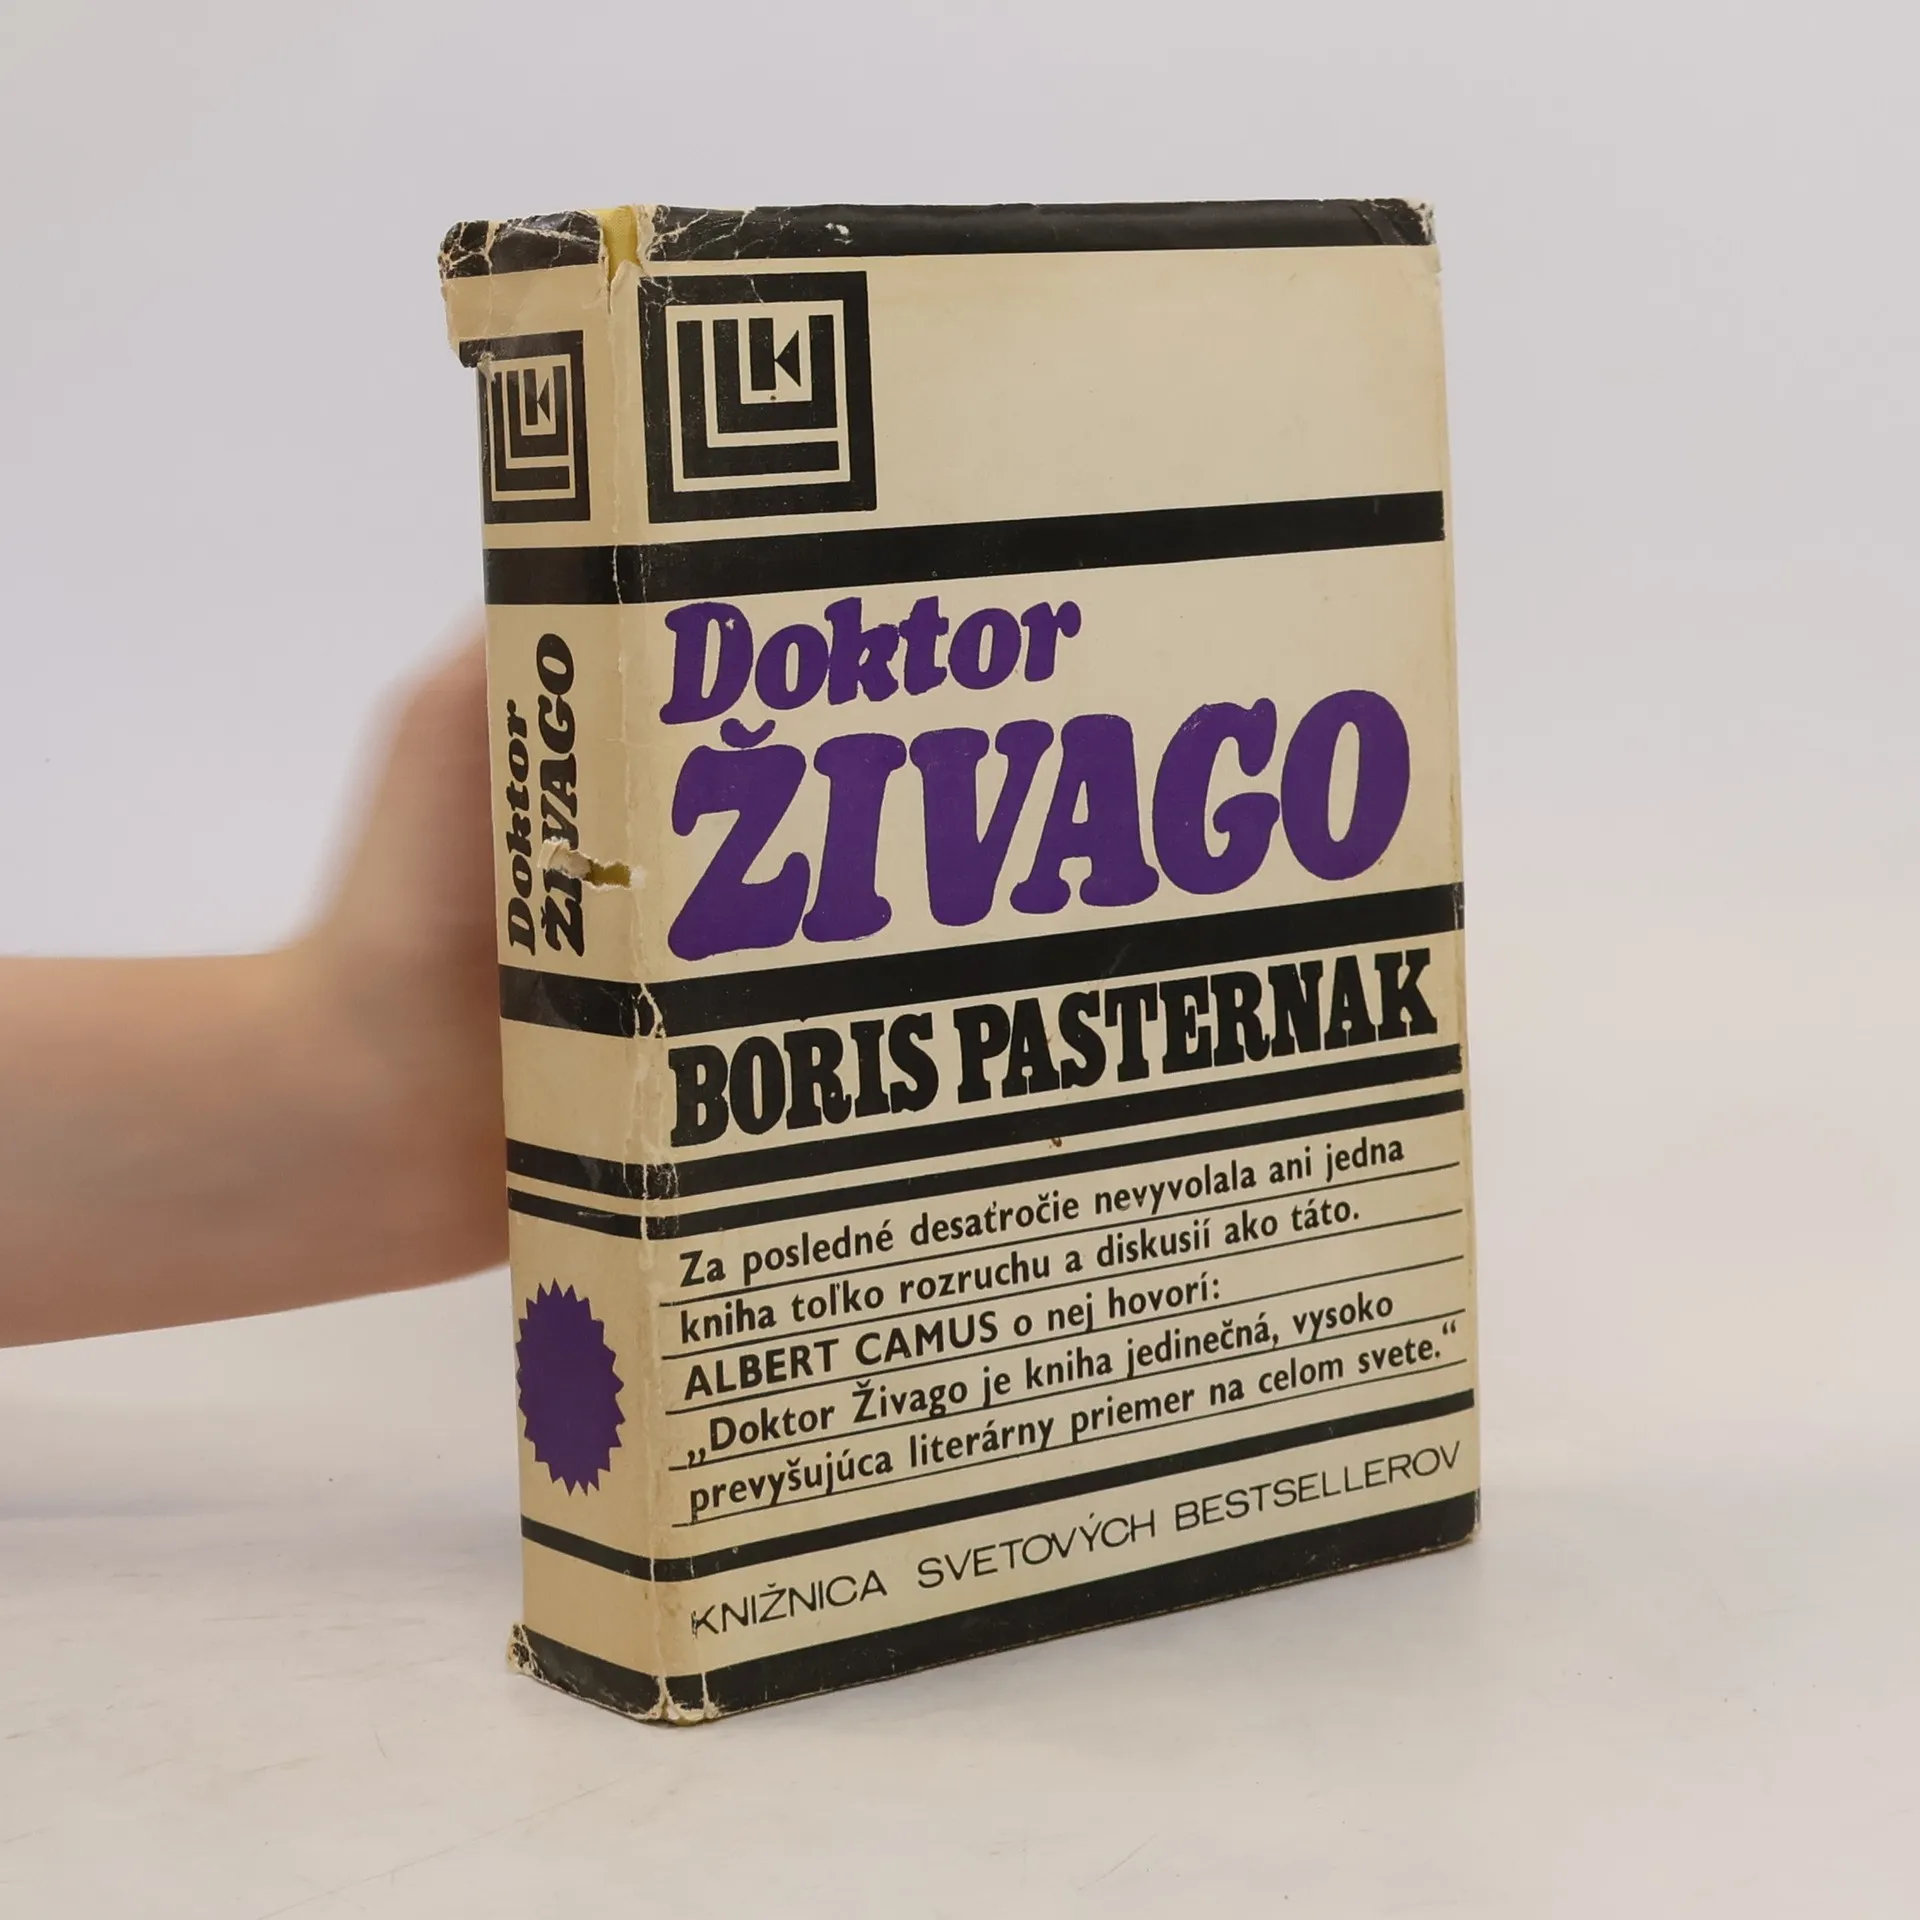 Doktor
ŽIVAGO
K
K
Doktor
ŽIVAGO
BORIS PASTERNAK
Za posledné desaťročie nevyvolala ani jedna
kniha toľko rozruchu a diskusií ako táto.
ALBERT CAMUS o nej hovorí:
„Doktor Živago je kniha jedinečná, vysoko
prevyšujúca literárny priemer na celom svete.“
KNIŽNICA SVETOVÝCH BESTSELLEROV